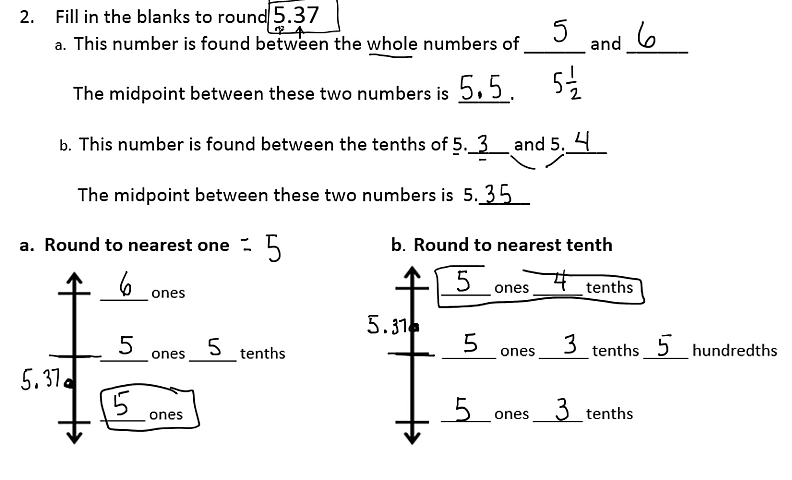 2. Fill in the blanks to round 5.37
a. This number is found between the whole numbers of 5 and 6
The midpoint between these two numbers is 5.5. 5 1/2
b. This number is found between the tenths of 5.3 and 5.4
The midpoint between these two numbers is 5.35
a. Round to nearest one = 5
6 ones
5 ones 5 tenths
5.37
5 ones
b. Round to nearest tenth
5 ones 4 tenths
5.37
5 ones 3 tenths 5 hundredths
5 ones 3 tenths